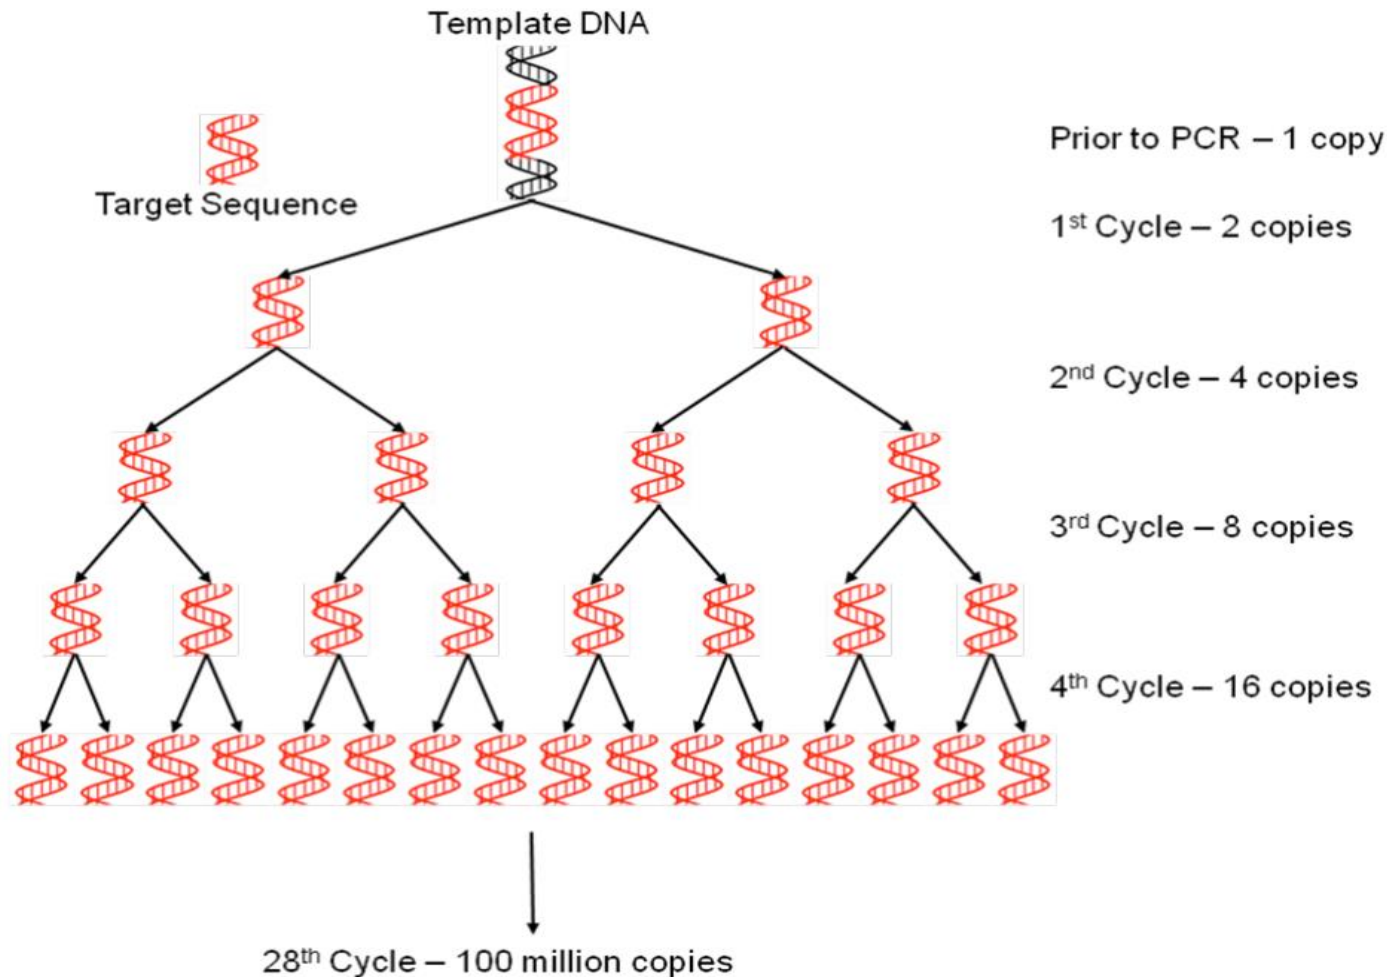 Template DNA
Target Sequence
Prior to PCR – 1 copy
1st Cycle – 2 copies
2nd Cycle – 4 copies
3rd Cycle – 8 copies
4th Cycle – 16 copies
28th Cycle – 100 million copies